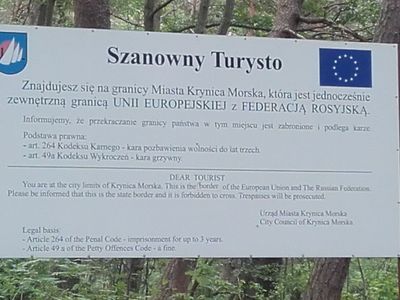 Szanowny Turysto
Znajdujesz się na granicy Miasta Krynica Morska, która jest jednocześnie
zewnętrzną granicą UNII EUROPEJSKIEJ z FEDERACJĄ ROSYJSKĄ.
Informujemy, że przekraczanie granicy państwa w tym miejscu jest zabronione i podlega karze
Podstawa prawna:
- art. 264 Kodeksu Karnego - kara pozbawienia wolności do lat trzech.
- art. 49a Kodeksu Wykroczeń - kara grzywny.
DEAR TOURIST
You are at the city limits of Krynica Morska. This is the border of the European Union and The Russian Federation.
Please be informed that this is the state border and it is forbidden to cross. Trespasses will be prosecuted.
Urząd Miasta Krynica Morska
City Council of Krynica Morska.
Legal basis:
- Article 264 of the Penal Code - imprisonment for up to 3 years.
- Article 49 a of the Petty Offences Code - a fine.